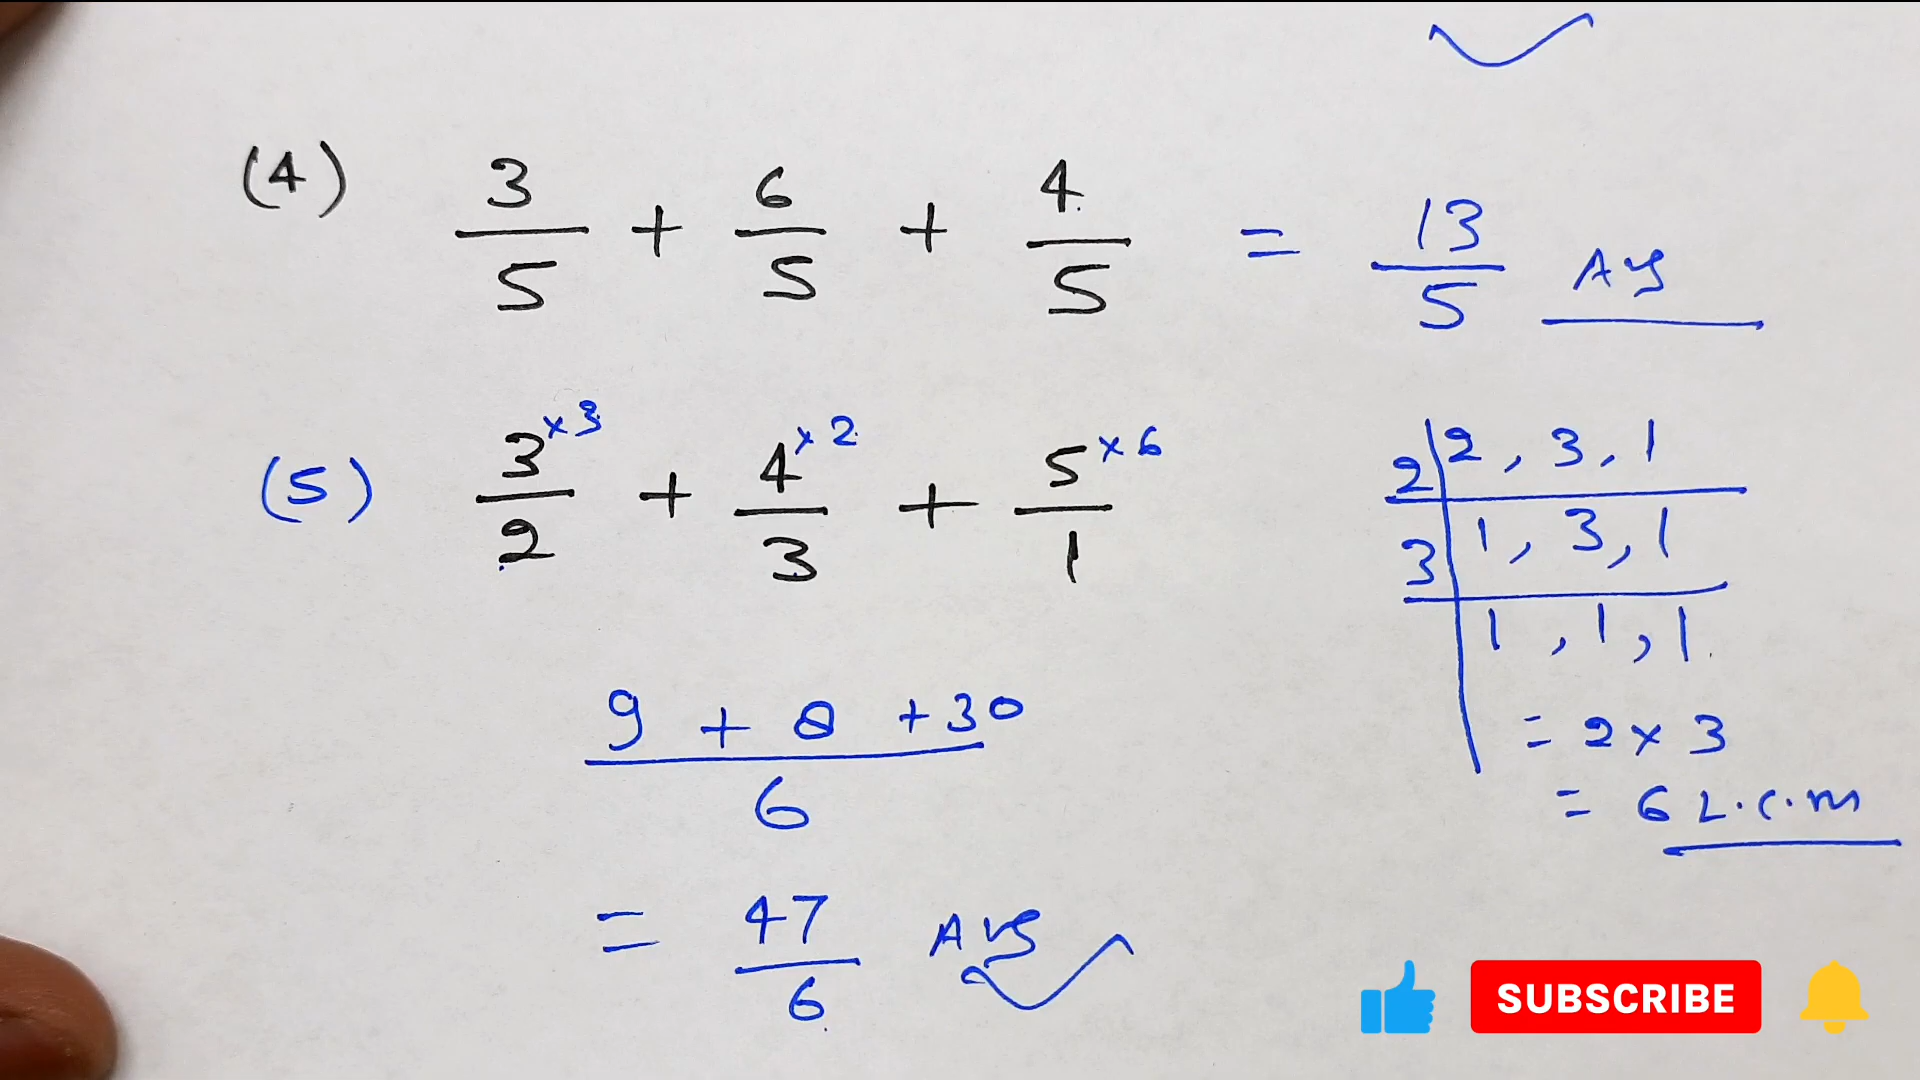 (4) 3/5 + 6/5 + 4/5 = 13/5 Ans
(5) 3×3/2 + 4×2/3 + 5×6/1
9 + 8 + 30/6
= 47/6 Ans
2 | 2, 3, 1
3 | 1, 3, 1
1, 1, 1
= 2 × 3
= 6 L.C.M
SUBSCRIBE